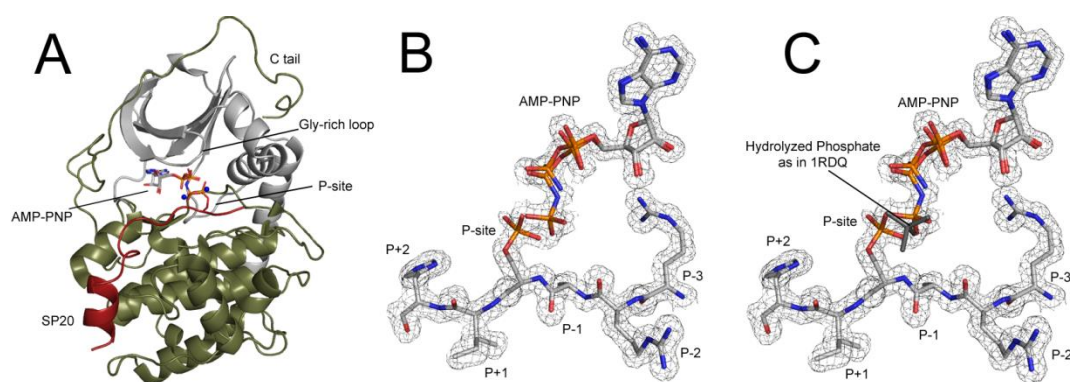 A
C tail
Gly-rich loop
P-site
AMP-PNP
SP20
B
AMP-PNP
P-site
P+2
P-3
P-1
P-2
P+1
C
AMP-PNP
Hydrolyzed Phosphate
as in 1RDQ
P-site
P+2
P-3
P-1
P-2
P+1